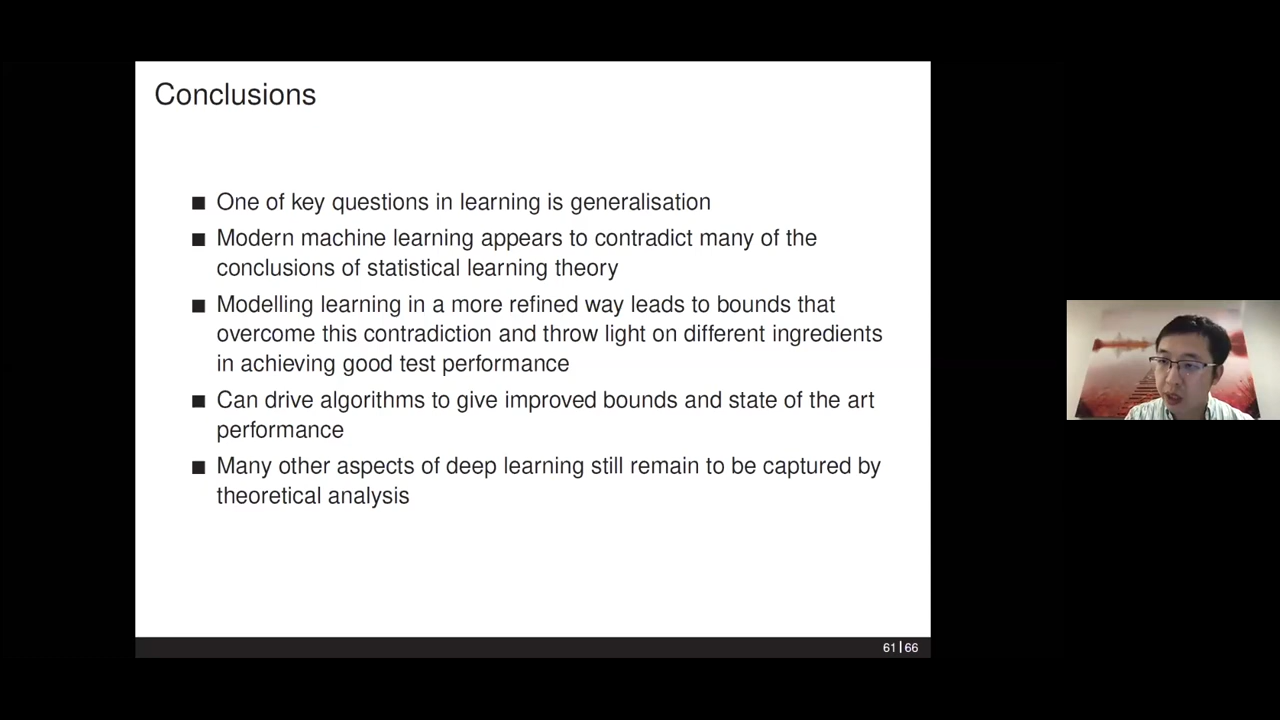 Conclusions
One of key questions in learning is generalisation
Modern machine learning appears to contradict many of the
conclusions of statistical learning theory
Modelling learning in a more refined way leads to bounds that
overcome this contradiction and throw light on different ingredients
in achieving good test performance
Can drive algorithms to give improved bounds and state of the art
performance
Many other aspects of deep learning still remain to be captured by
theoretical analysis
61|66